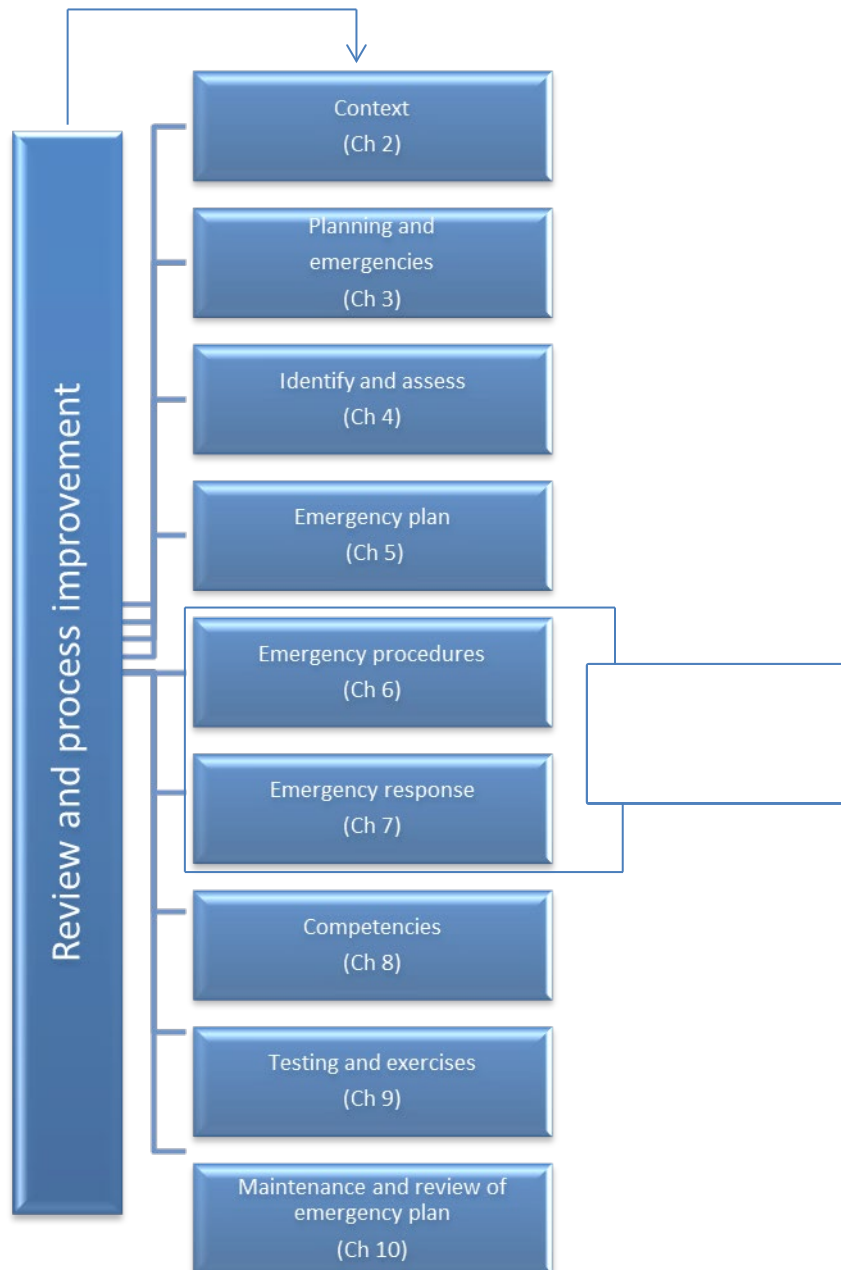 Review and process improvement
Context
(Ch 2)
Planning and
emergencies
(Ch 3)
Identify and assess
(Ch 4)
Emergency plan
(Ch 5)
Emergency procedures
(Ch 6)
Emergency response
(Ch 7)
Competencies
(Ch 8)
Testing and exercises
(Ch 9)
Maintenance and review of
emergency plan
(Ch 10)